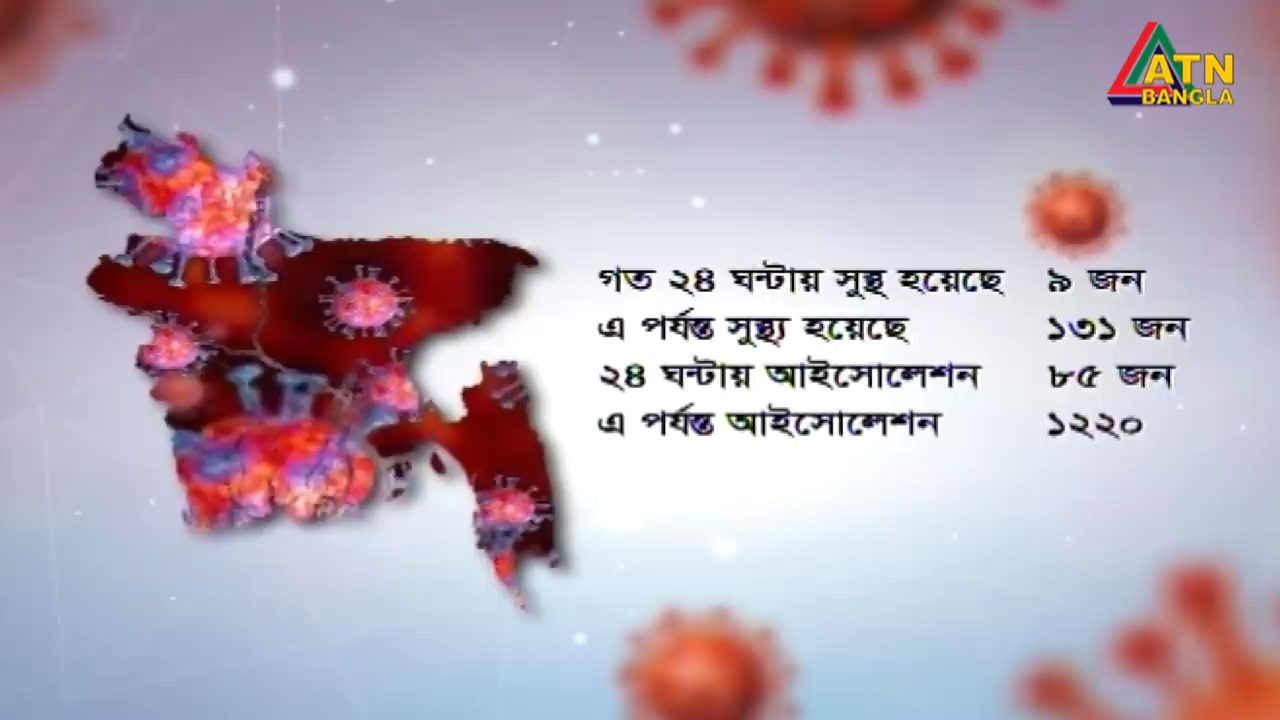 ATN
BANGLA
গত ২৪ ঘন্টায় সুস্থ হয়েছে ৯ জন
এ পর্যন্ত সুস্থ্য হয়েছে ১৩১ জন
২৪ ঘন্টায় আইসোলেশন ৮৫ জন
এ পর্যন্ত আইসোলেশন ১২২০